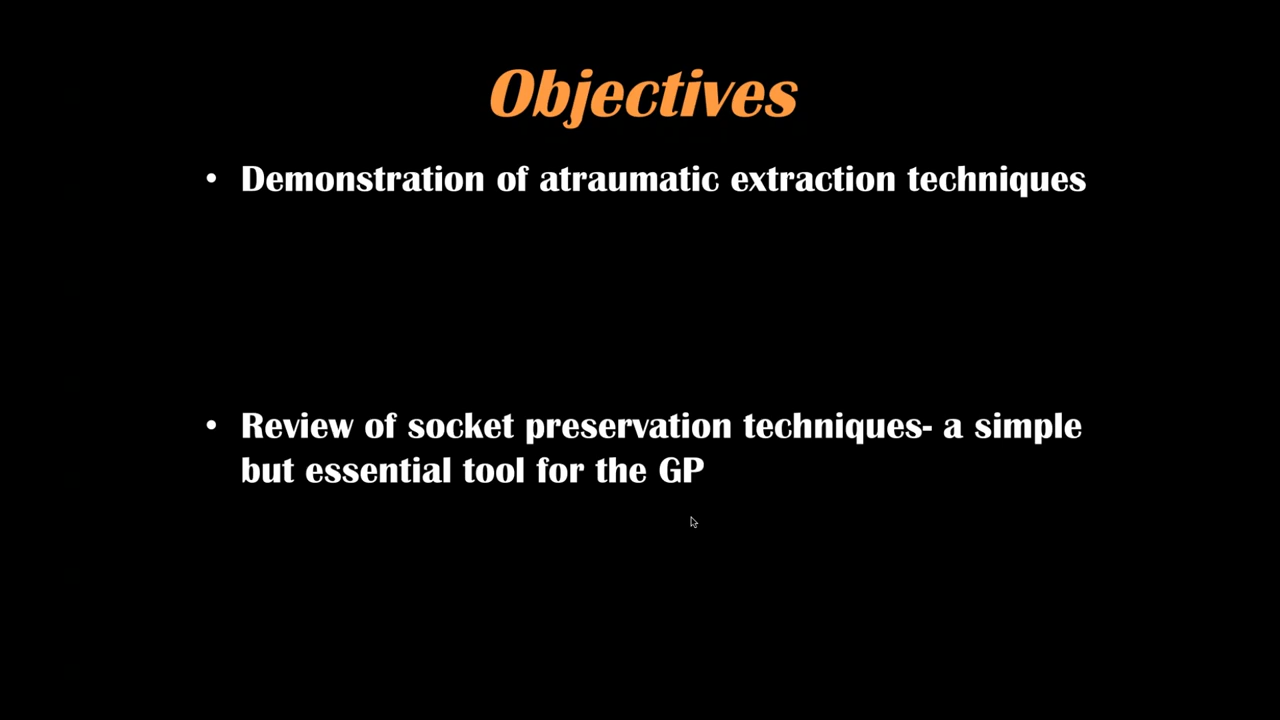 Objectives
• Demonstration of atraumatic extraction techniques
• Review of socket preservation techniques- a simple
but essential tool for the GP